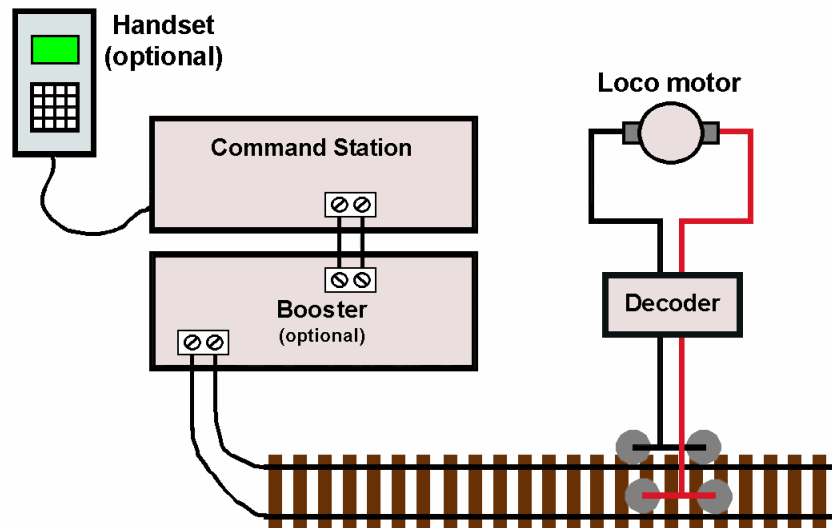 Handset
(optional)
Loco motor
Command Station
Booster
(optional)
Decoder